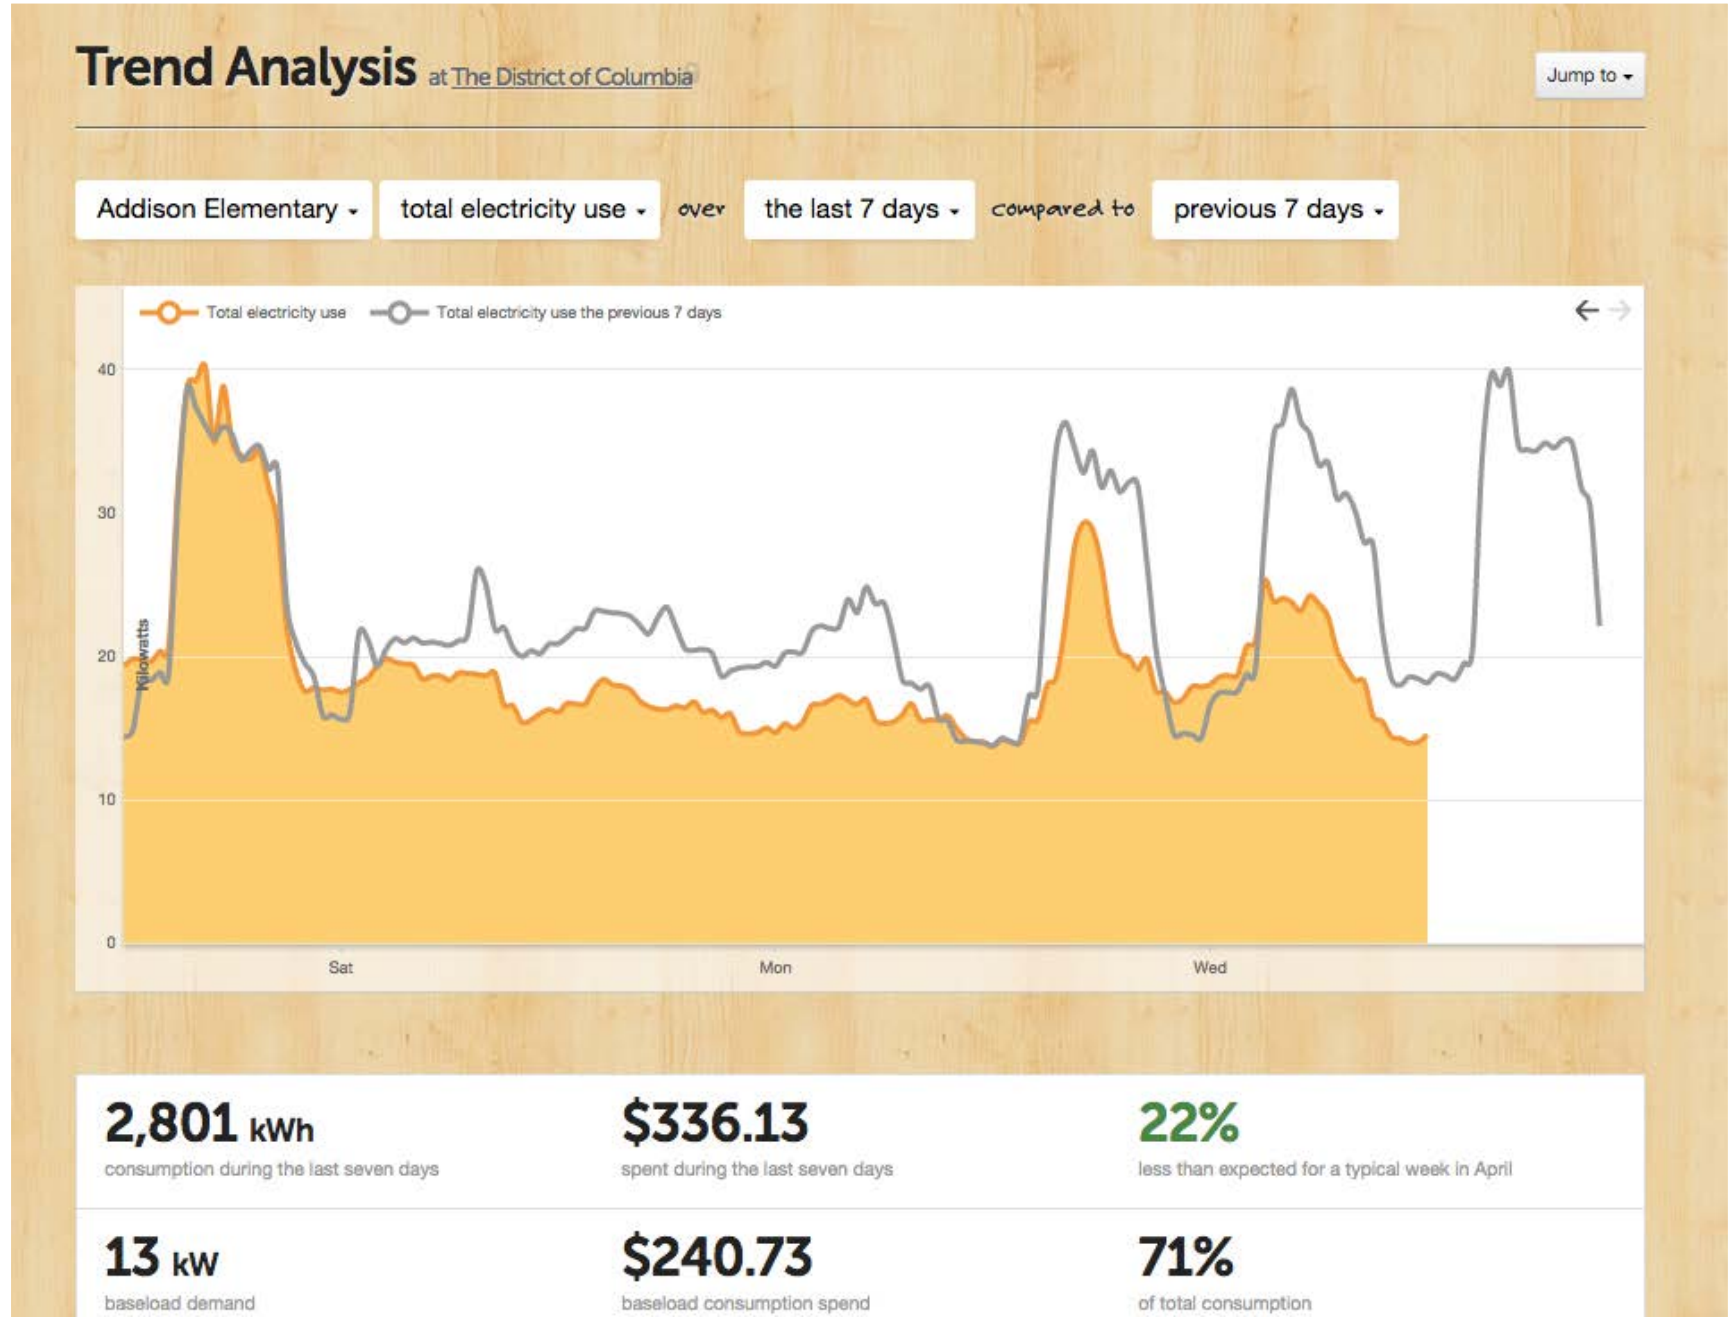 Trend Analysis at The District of Columbia
Jump to
Addison Elementary total electricity use over the last 7 days compared to previous 7 days
Total electricity use Total electricity use the previous 7 days
40
30
20
10
0
Kilowatts
Sat Mon Wed
2,801 kWh $336.13 22%
consumption during the last seven days spent during the last seven days less than expected for a typical week in April
13 kW $240.73 71%
baseload demand baseload consumption spend of total consumption